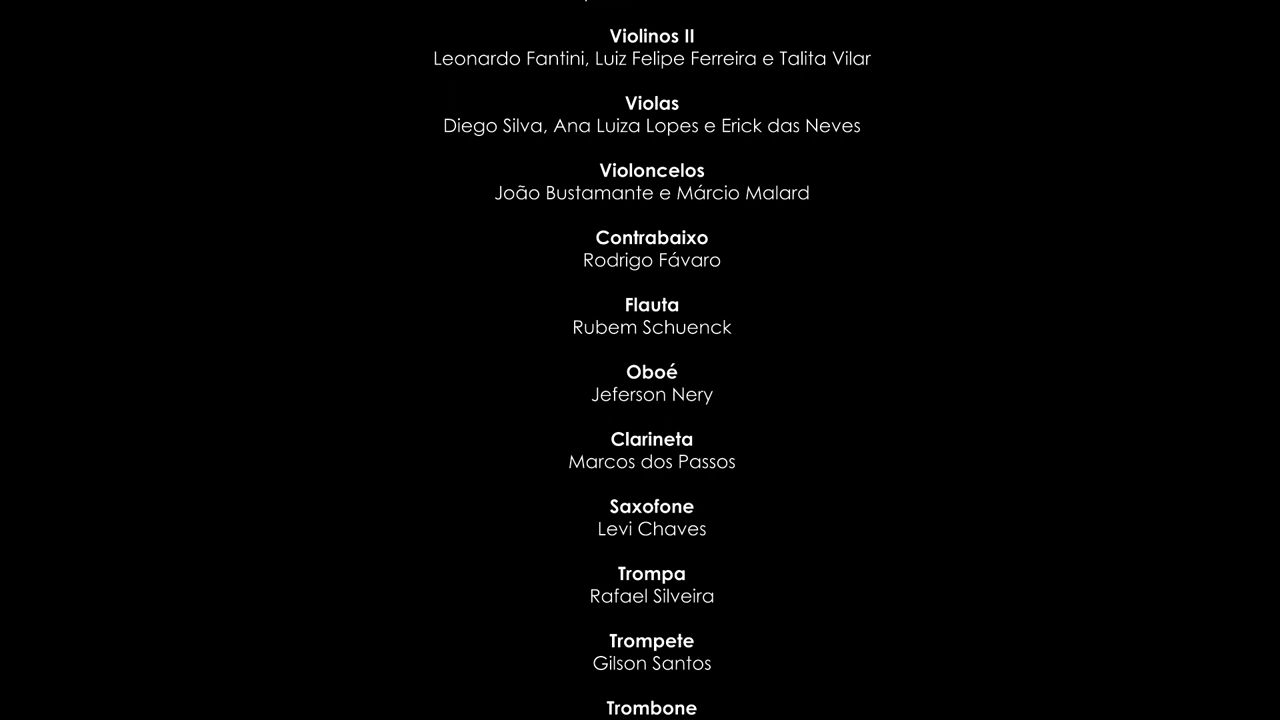 Violinos II
Leonardo Fantini, Luiz Felipe Ferreira e Talita Vilar
Violas
Diego Silva, Ana Luiza Lopes e Erick das Neves
Violoncelos
João Bustamante e Márcio Malard
Contrabaixo
Rodrigo Fávaro
Flauta
Rubem Schuenck
Oboé
Jeferson Nery
Clarineta
Marcos dos Passos
Saxofone
Levi Chaves
Trompa
Rafael Silveira
Trompete
Gilson Santos
Trombone